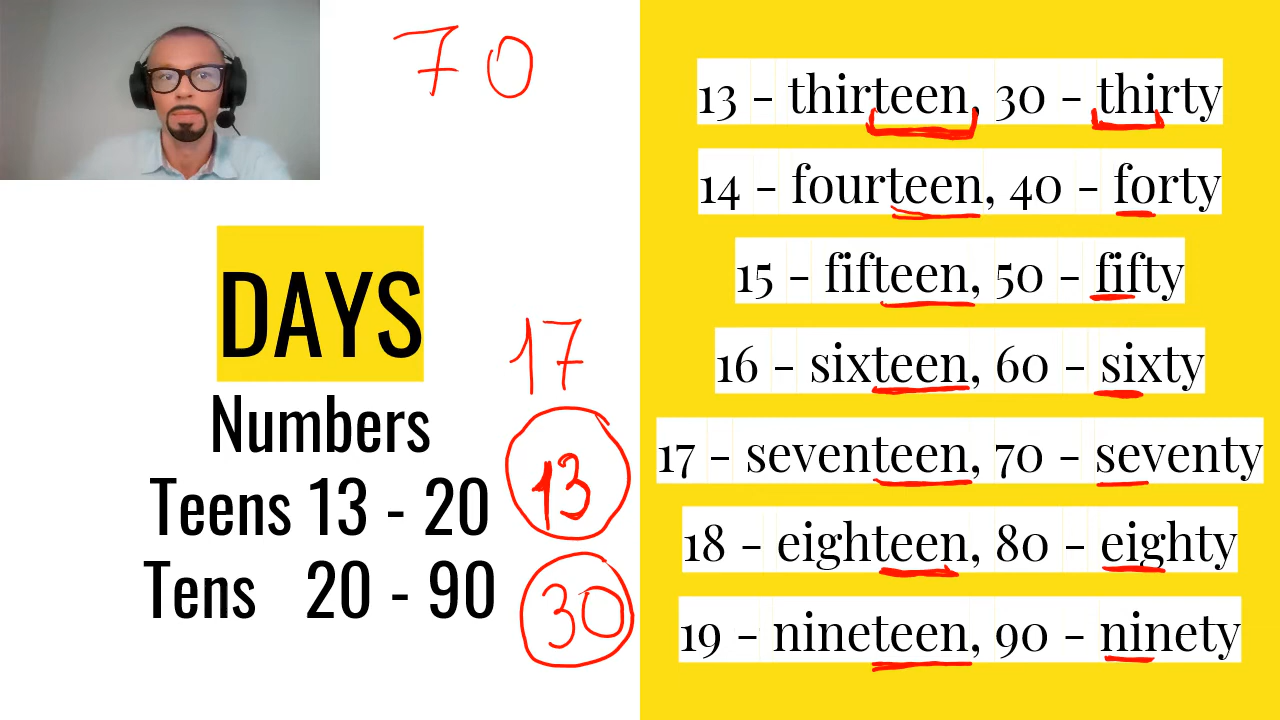 70
DAYS
Numbers
Teens 13 - 20
Tens 20 - 90
17
13
30
13 - thirteen, 30 - thirty
14 - fourteen, 40 - forty
15 - fifteen, 50 - fifty
16 - sixteen, 60 - sixty
17 - seventeen, 70 - seventy
18 - eighteen, 80 - eighty
19 - nineteen, 90 - ninety